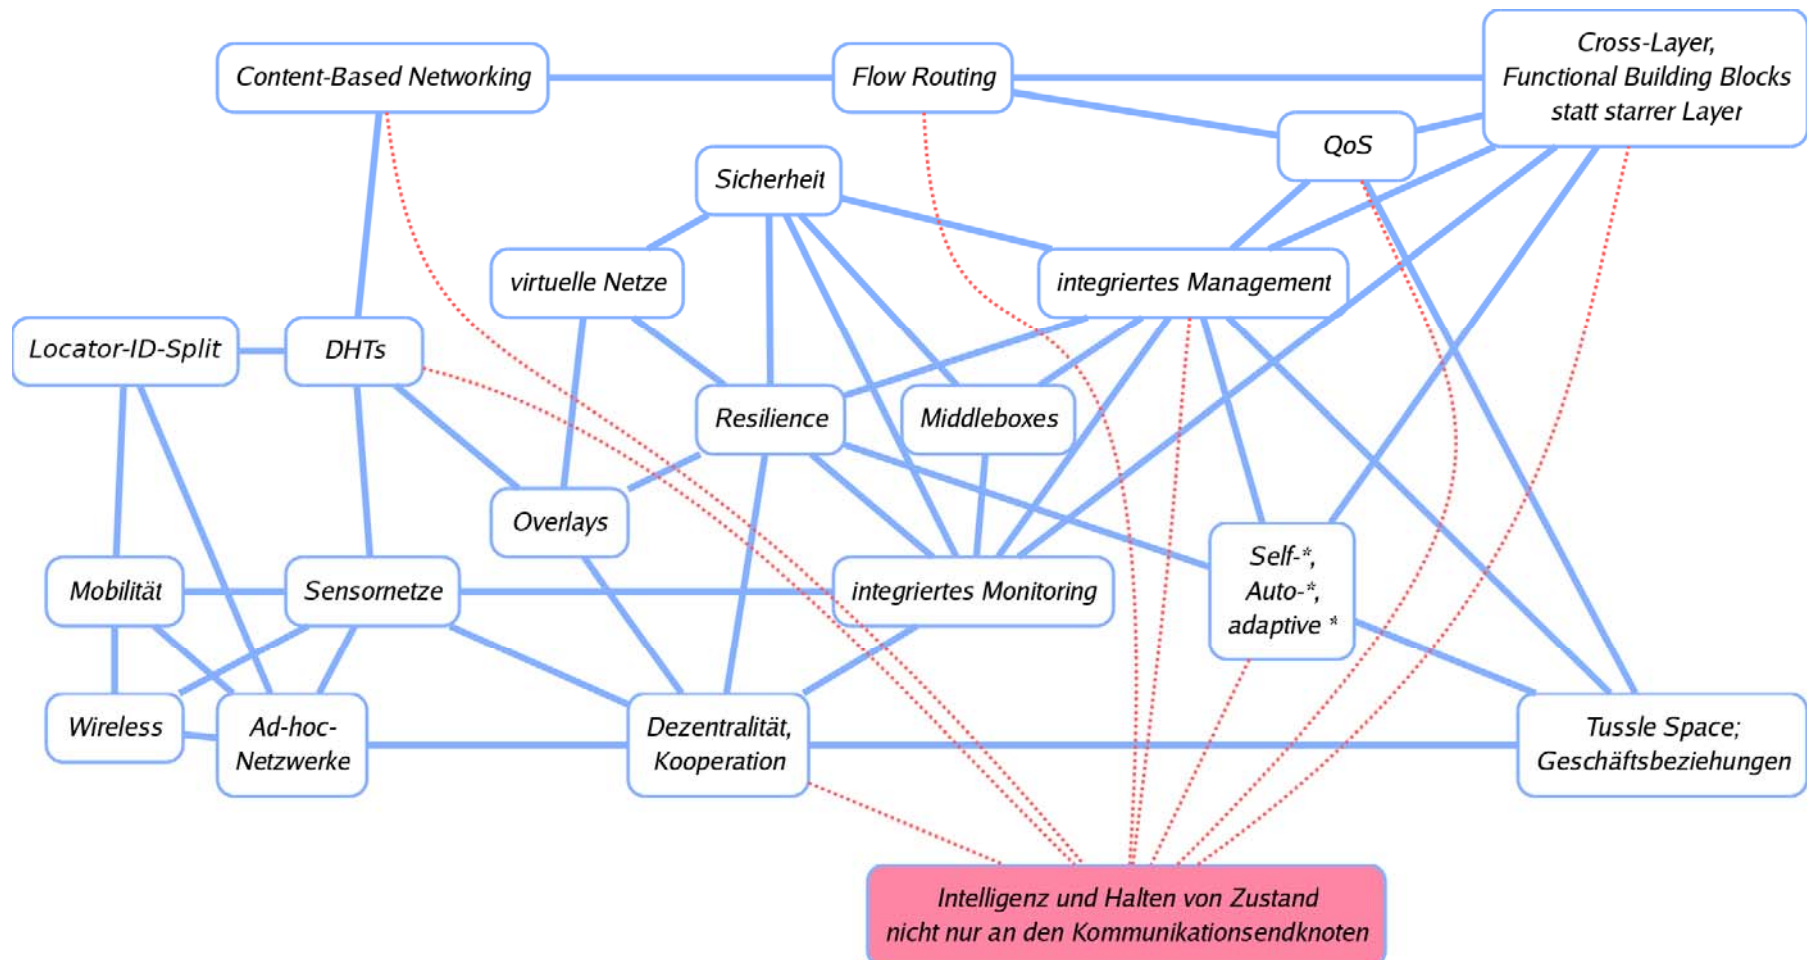 Cross-Layer,
Functional Building Blocks
statt starrer Layer
Content-Based Networking
Flow Routing
QoS
Sicherheit
virtuelle Netze
integriertes Management
Locator-ID-Split
DHTs
Resilience
Middleboxes
Overlays
Self-*,
Auto-*,
adaptive *
Mobilität
Sensornetze
integriertes Monitoring
Wireless
Ad-hoc-
Netzwerke
Dezentralität,
Kooperation
Tussle Space;
Geschäftsbeziehungen
Intelligenz und Halten von Zustand
nicht nur an den Kommunikationsendknoten